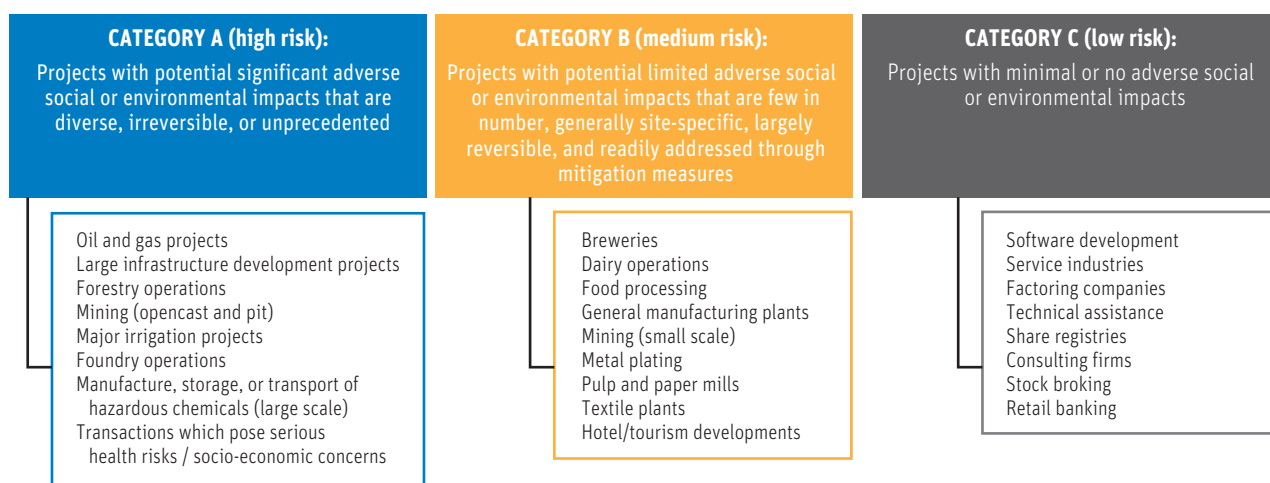 CATEGORY A (high risk):
Projects with potential significant adverse
social or environmental impacts that are
diverse, irreversible, or unprecedented
Oil and gas projects
Large infrastructure development projects
Forestry operations
Mining (opencast and pit)
Major irrigation projects
Foundry operations
Manufacture, storage, or transport of
hazardous chemicals (large scale)
Transactions which pose serious
health risks / socio-economic concerns
CATEGORY B (medium risk):
Projects with potential limited adverse social
or environmental impacts that are few in
number, generally site-specific, largely
reversible, and readily addressed through
mitigation measures
Breweries
Dairy operations
Food processing
General manufacturing plants
Mining (small scale)
Metal plating
Pulp and paper mills
Textile plants
Hotel/tourism developments
CATEGORY C (low risk):
Projects with minimal or no adverse social
or environmental impacts
Software development
Service industries
Factoring companies
Technical assistance
Share registries
Consulting firms
Stock broking
Retail banking